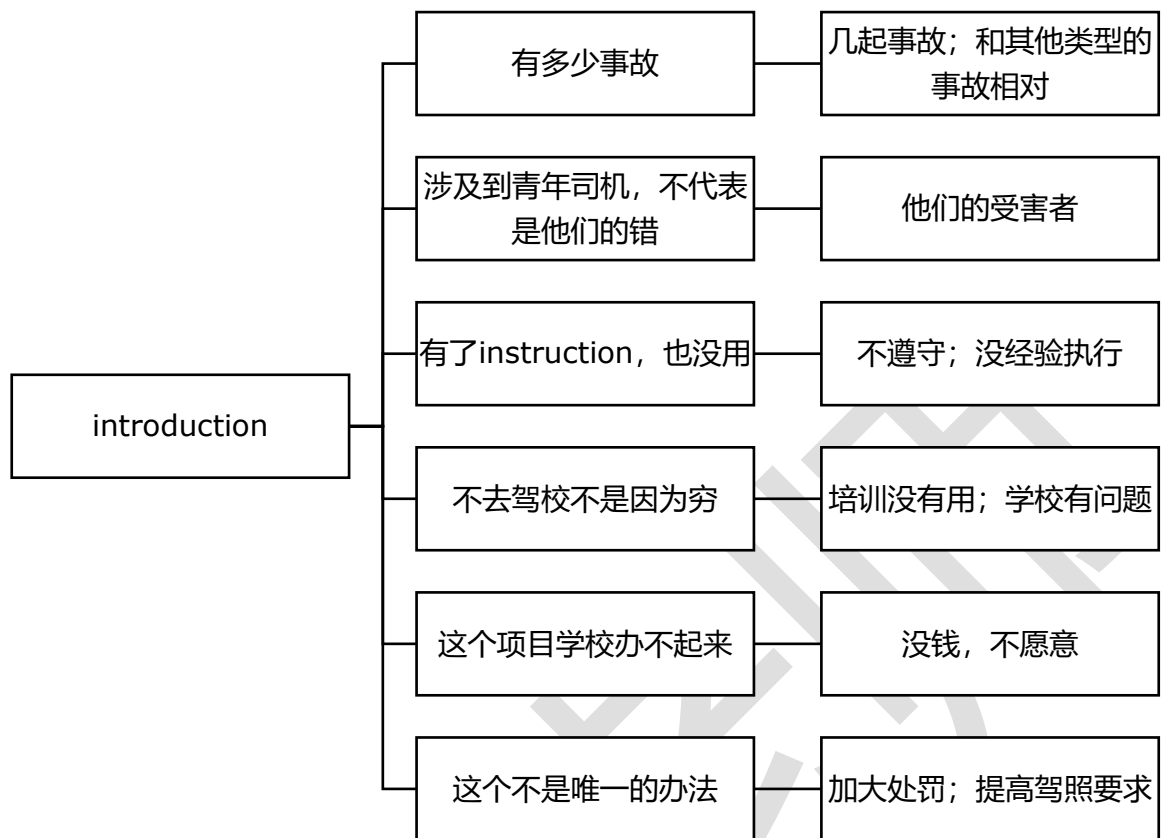 有多少事故
几起事故；和其他类型的
事故相对
涉及到青年司机，不代表
是他们的错
他们的受害者
有了instruction，也没用
不遵守；没经验执行
introduction
不去驾校不是因为穷
培训没有用；学校有问题
这个项目学校办不起来
没钱，不愿意
这个不是唯一的办法
加大处罚；提高驾照要求